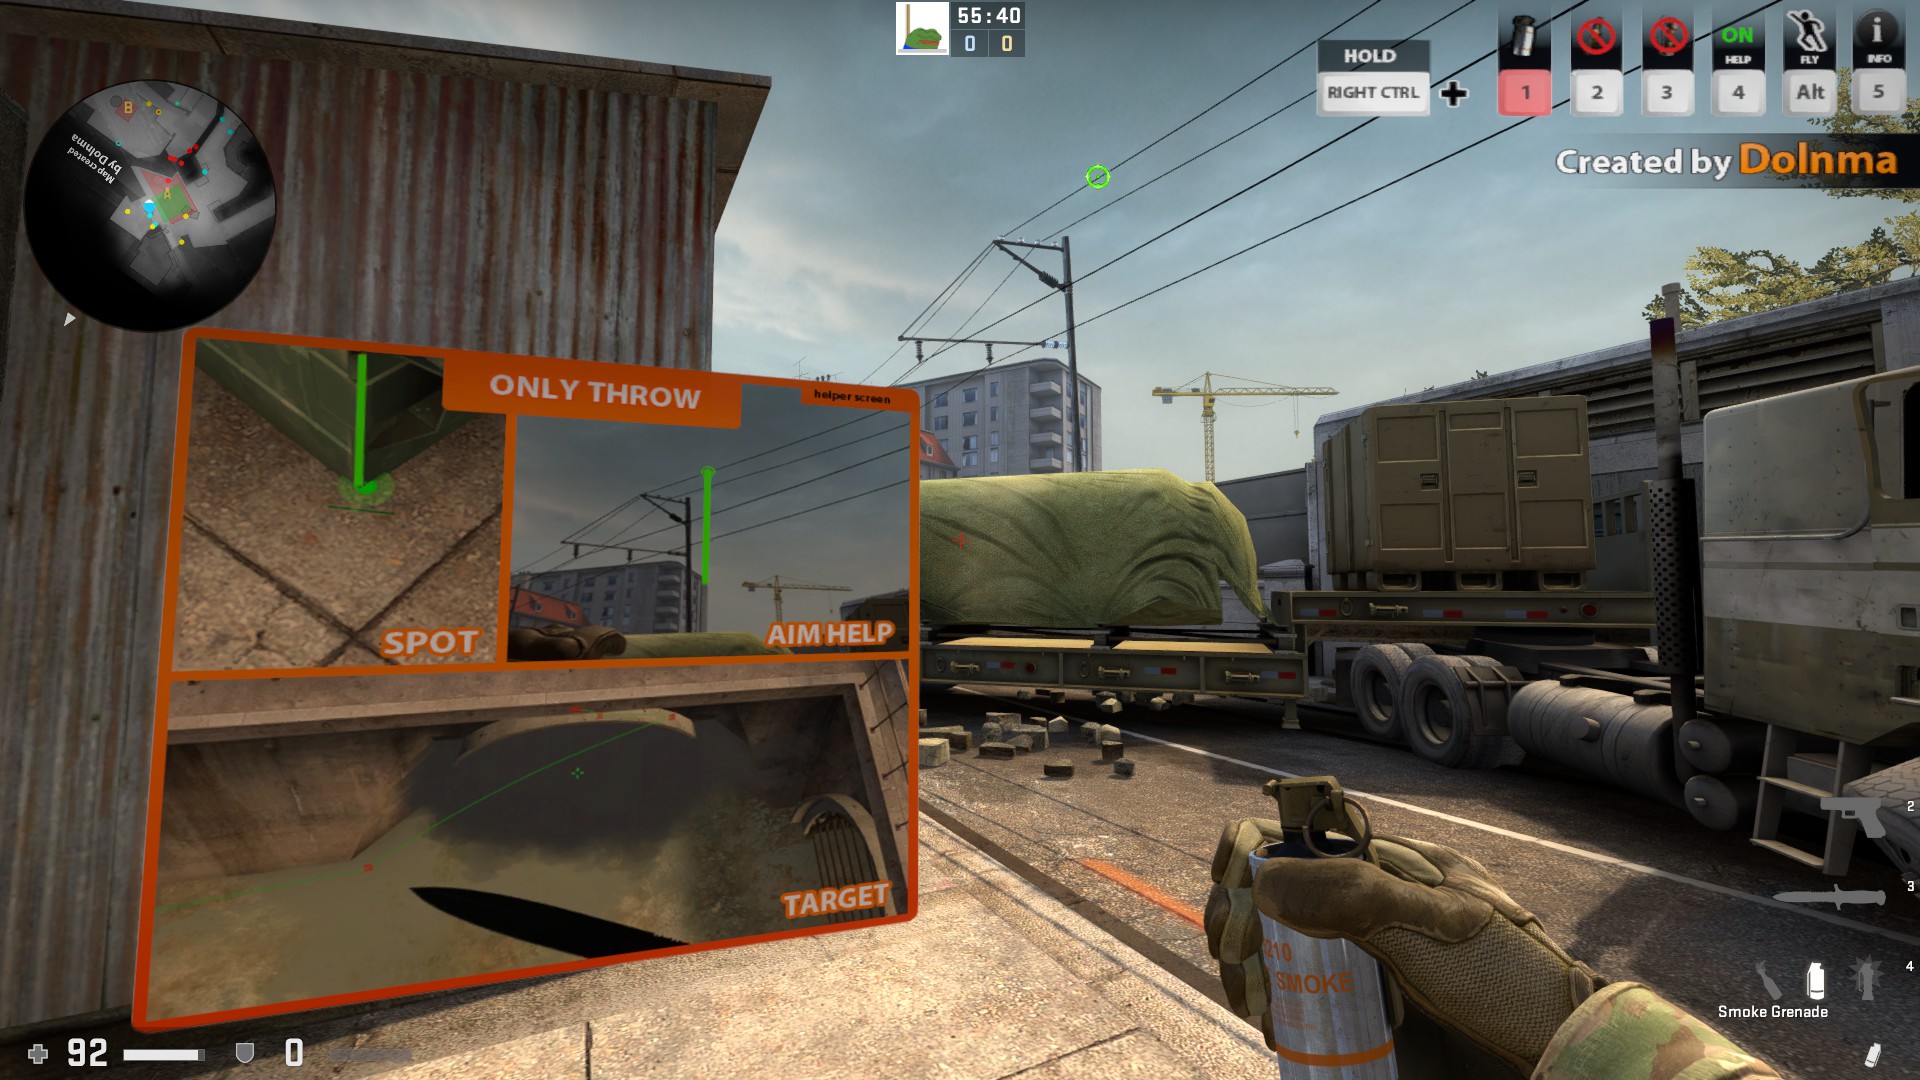 55:40
0 0
HOLD
RIGHT CTRL
1
2
3
ON
HELP
4
FLY
Alt
INFO
5
Created by Dolnma
B
Map created
by Dolnma
A
ONLY THROW
helper screen
SPOT
AIM HELP
TARGET
SMOKE
2
3
4
Smoke Grenade
92
0